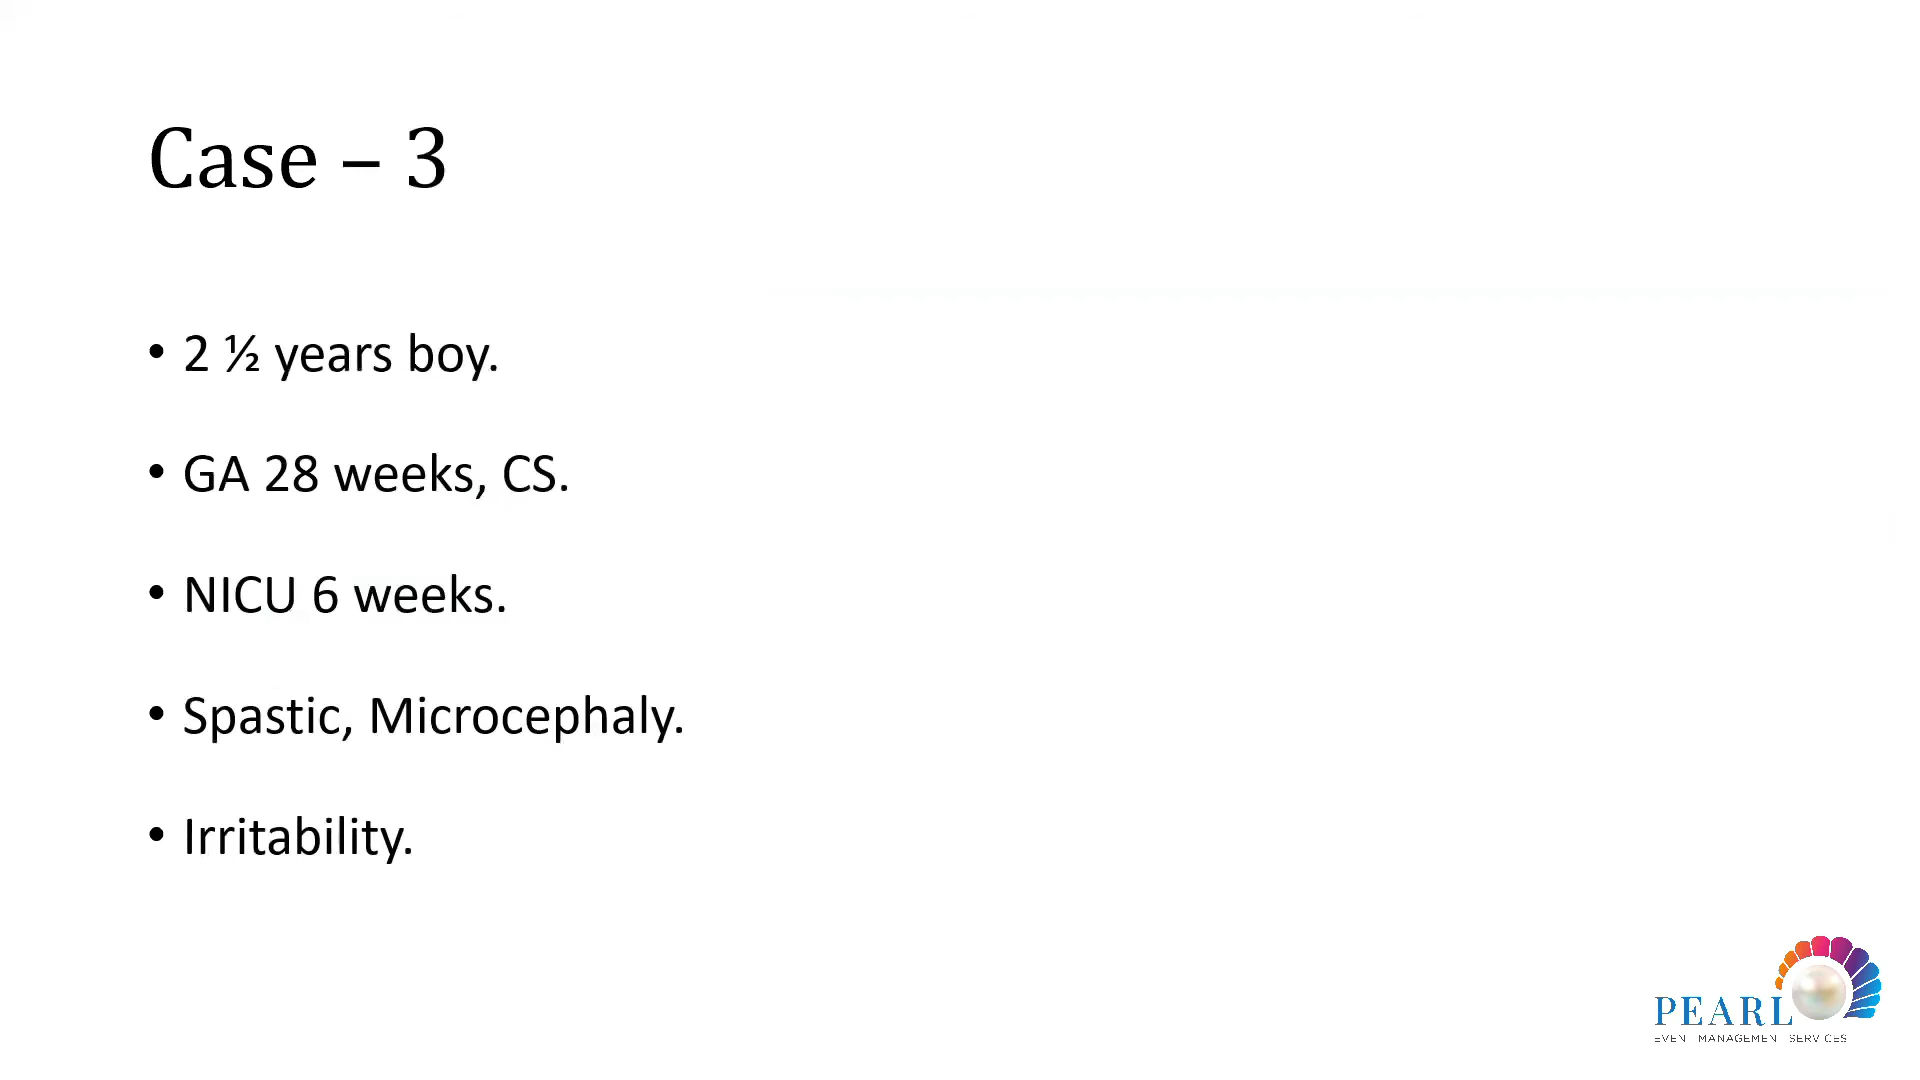 Case – 3
• 2 ½ years boy.
• GA 28 weeks, CS.
• NICU 6 weeks.
• Spastic, Microcephaly.
• Irritability.
PEARL
EVENT MANAGEMENT SERVICES